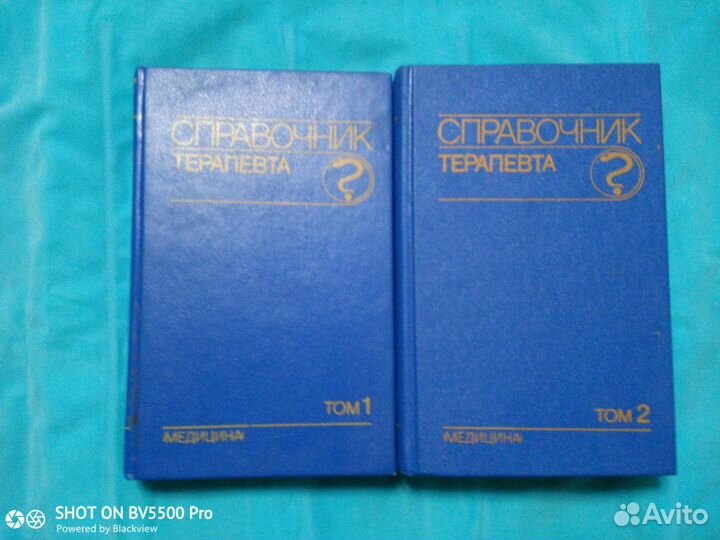 СПРАВОЧНИК
ТЕРАПЕВТА
ТОМ 1
«МЕДИЦИНА»
СПРАВОЧНИК
ТЕРАПЕВТА
ТОМ 2
«МЕДИЦИНА»
SHOT ON BV5500 Pro
Powered by Blackview
Avito